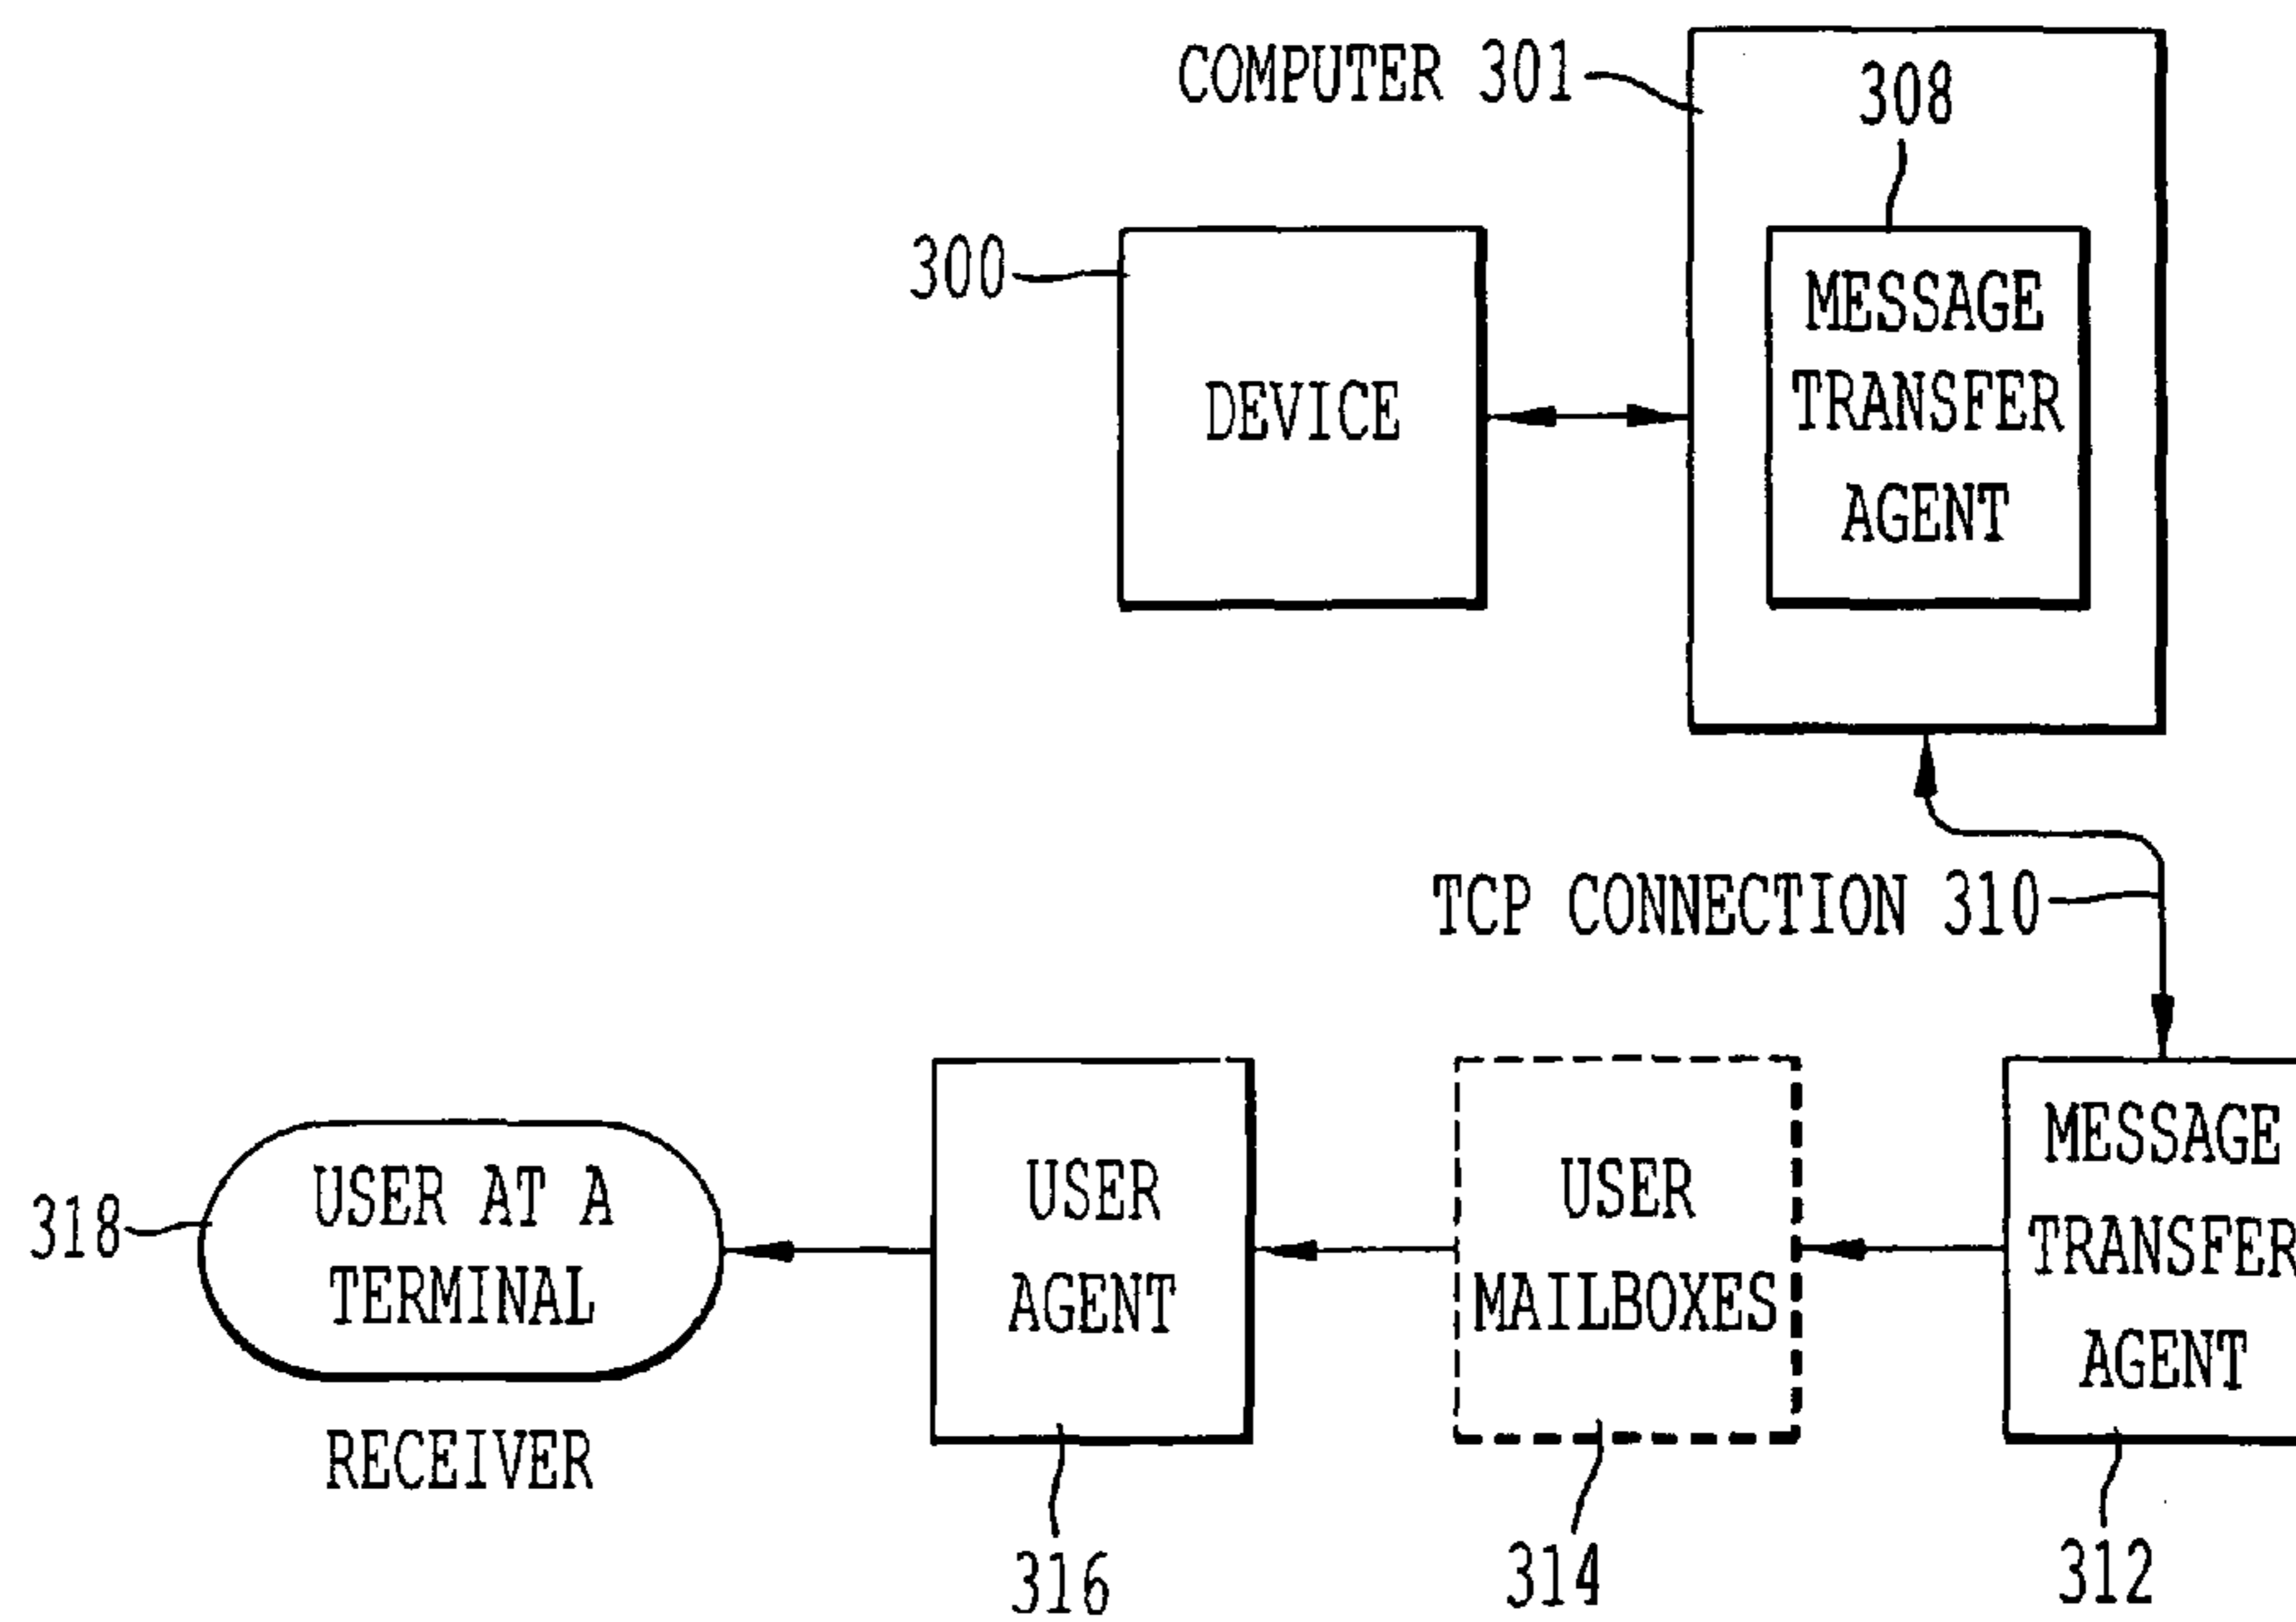 COMPUTER 301
308
300
DEVICE
MESSAGE
TRANSFER
AGENT
TCP CONNECTION 310
318
USER AT A
TERMINAL
RECEIVER
USER
AGENT
316
USER
MAILBOXES
314
MESSAGE
TRANSFER
AGENT
312